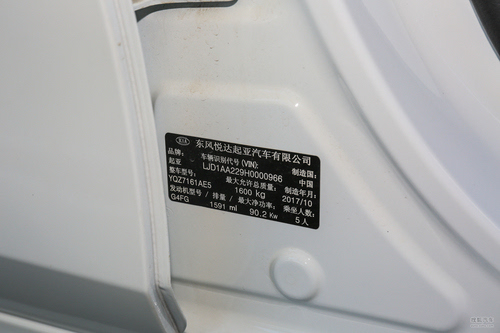 KIA 东风悦达起亚汽车有限公司
品牌: 车辆识别代号(VIN): 制造国:
起亚 LJD1AA229H0000966 中国
整车型号: 最大允许总质量: 制造年月:
YQZ7161AE5 1600 kg 2017/10
发动机型号/排量/最大净功率: 乘坐人数:
G4FG 1591 ml 90.2 Kw 5人